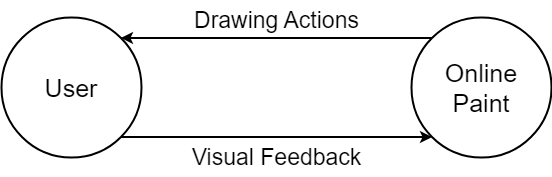 Drawing Actions
User
Online
Paint
Visual Feedback